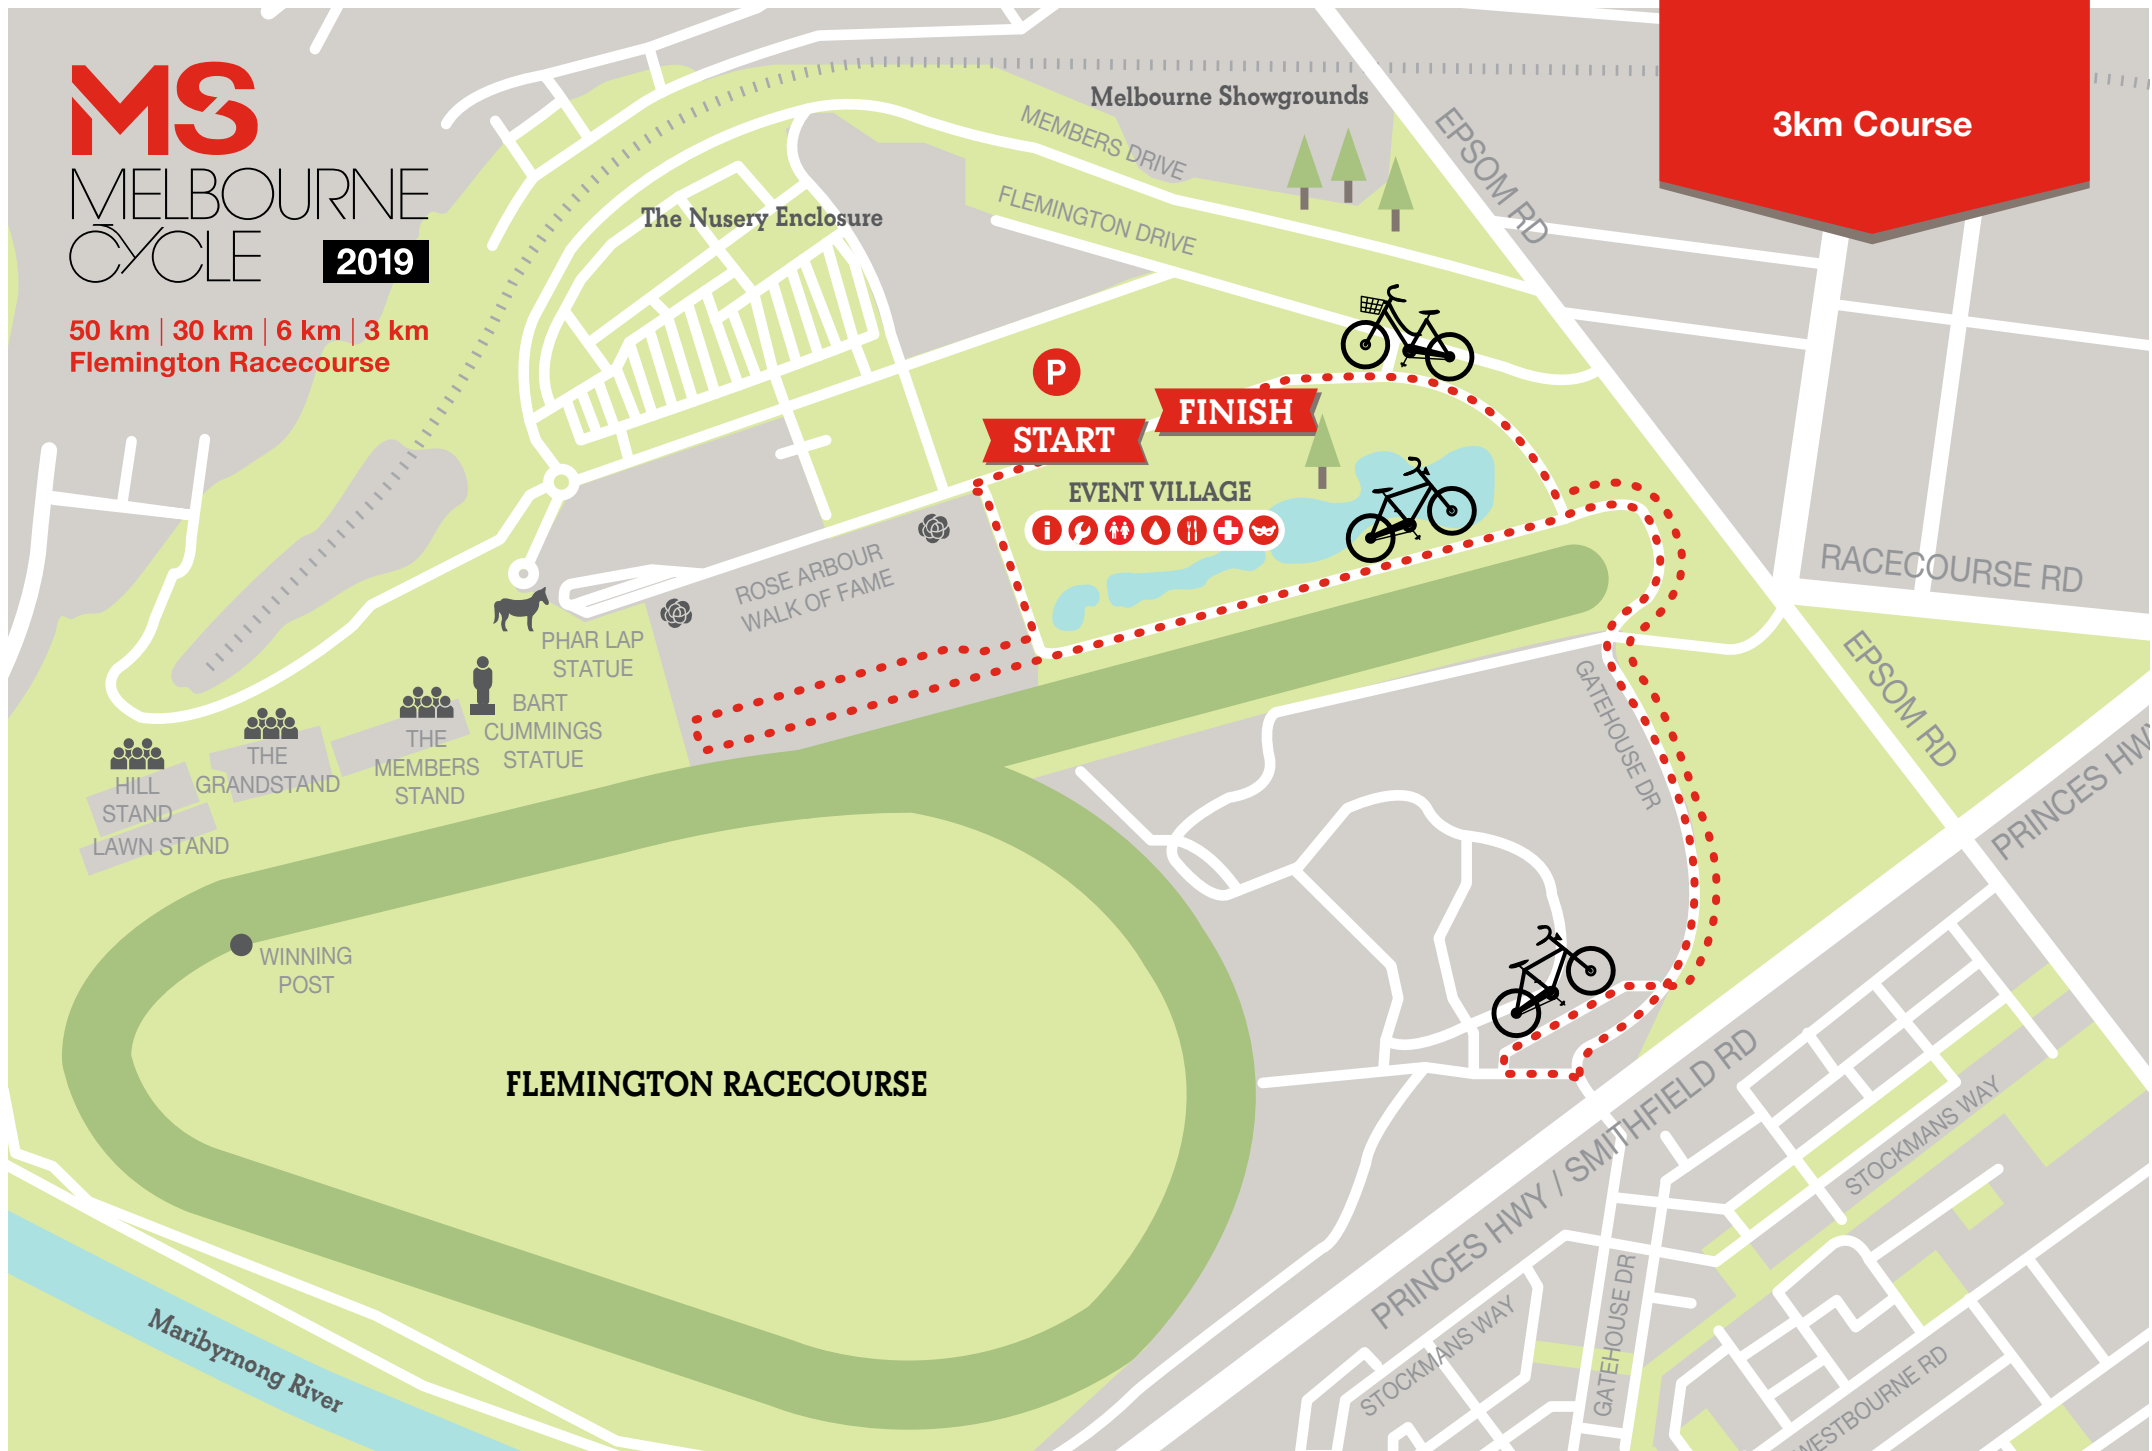 MS
MELBOURNE
CYCLE
2019
50 km | 30 km | 6 km | 3 km
Flemington Racecourse
3km Course
Melbourne Showgrounds
MEMBERS DRIVE
FLEMINGTON DRIVE
EPSOM RD
The Nusery Enclosure
P
FINISH
START
EVENT VILLAGE
i
ROSE ARBOUR
WALK OF FAME
RACECOURSE RD
PHAR LAP
STATUE
BART
CUMMINGS
STATUE
THE
MEMBERS
STAND
THE
GRANDSTAND
HILL
STAND
LAWN STAND
GATEHOUSE DR
EPSOM RD
PRINCES HWY
WINNING
POST
FLEMINGTON RACECOURSE
PRINCES HWY / SMITHFIELD RD
STOCKMANS WAY
STOCKMANS WAY
GATEHOUSE DR
WESTBOURNE RD
Maribyrnong River